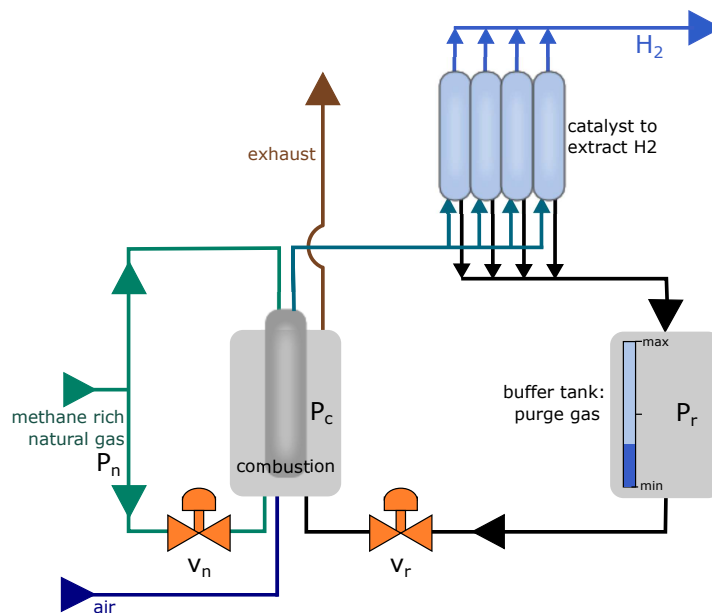 H2
catalyst to
extract H2
exhaust
methane rich
natural gas
Pn
Pc
combustion
buffer tank:
purge gas
max
Pr
min
vn
vr
air